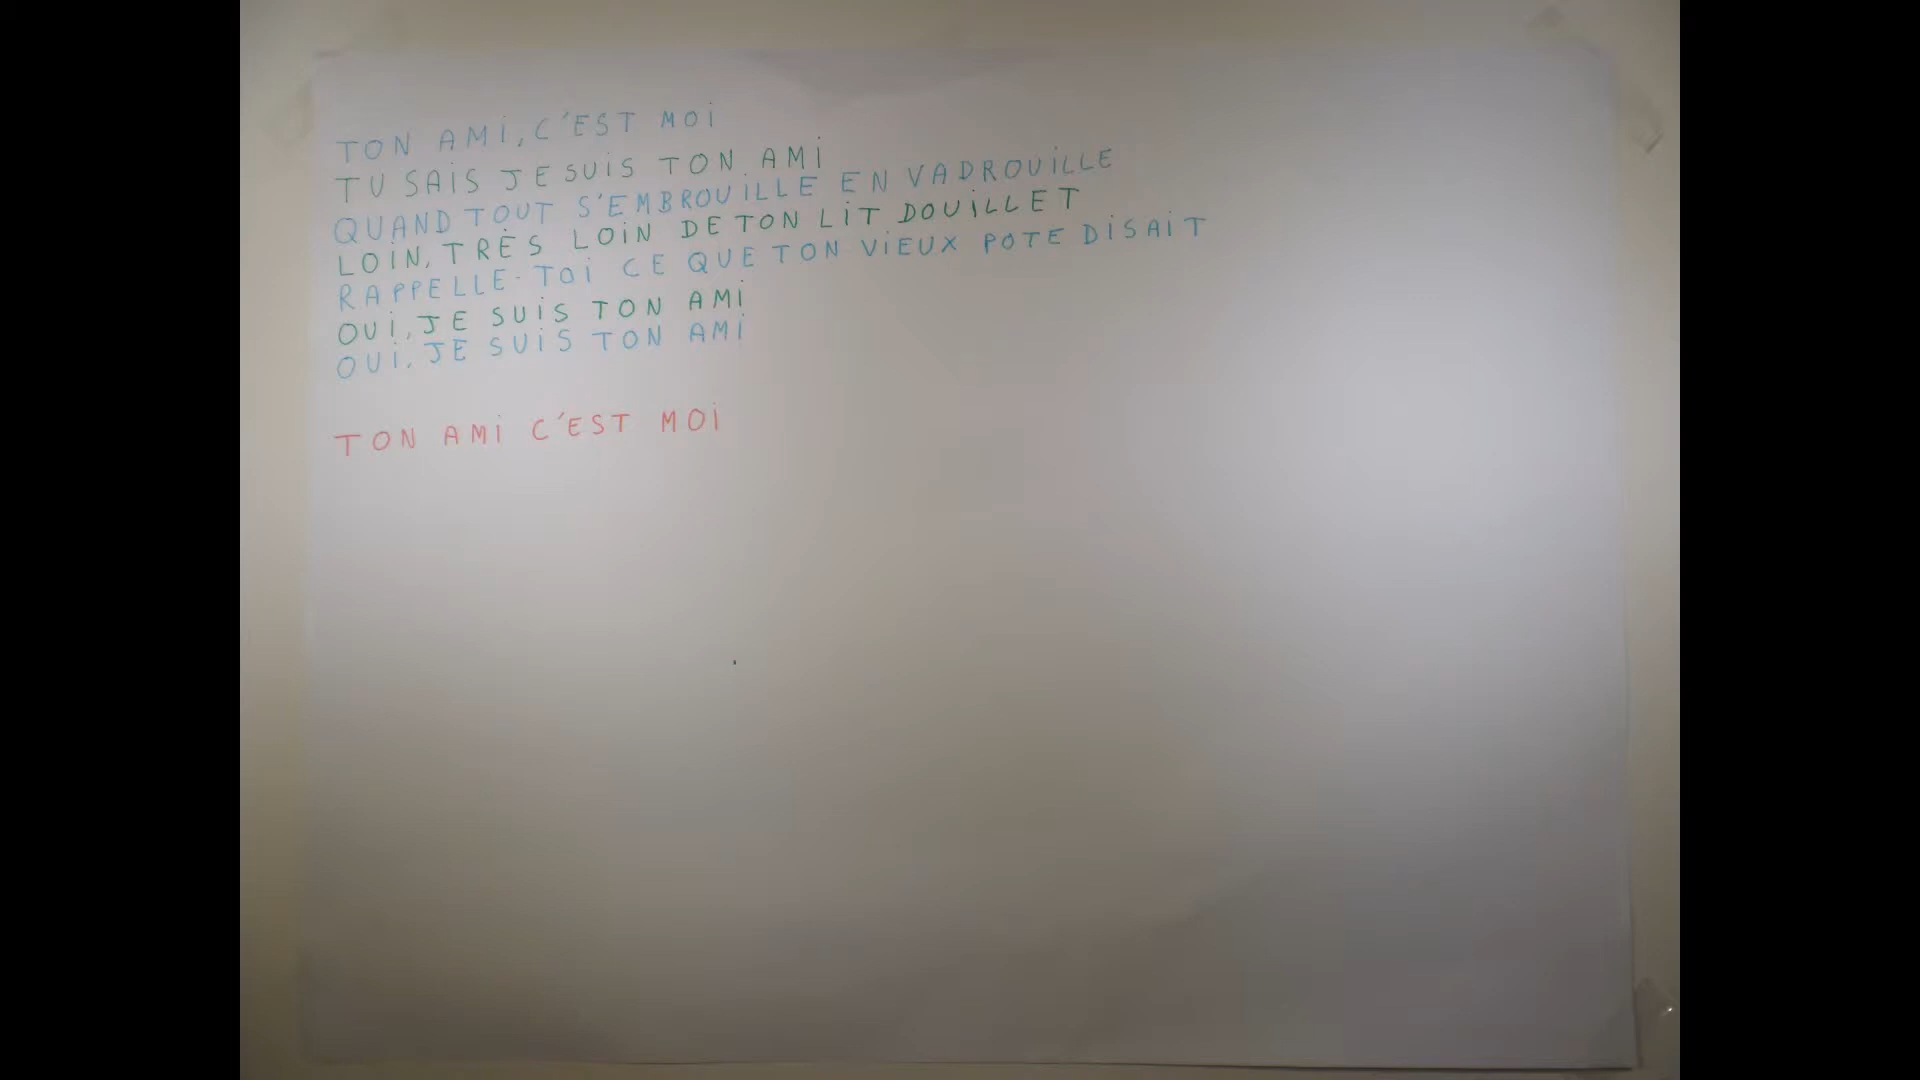 TON AMI, C'EST MOI
TU SAIS JE SUIS TON AMI
QUAND TOUT S'EMBROUILLE EN VADROUILLE
LOIN, TRÈS LOIN DE TON LIT DOUILLET
RAPPELLE-TOI CE QUE TON VIEUX POTE DISAIT
OUI, JE SUIS TON AMI
OUI, JE SUIS TON AMI
TON AMI C'EST MOI